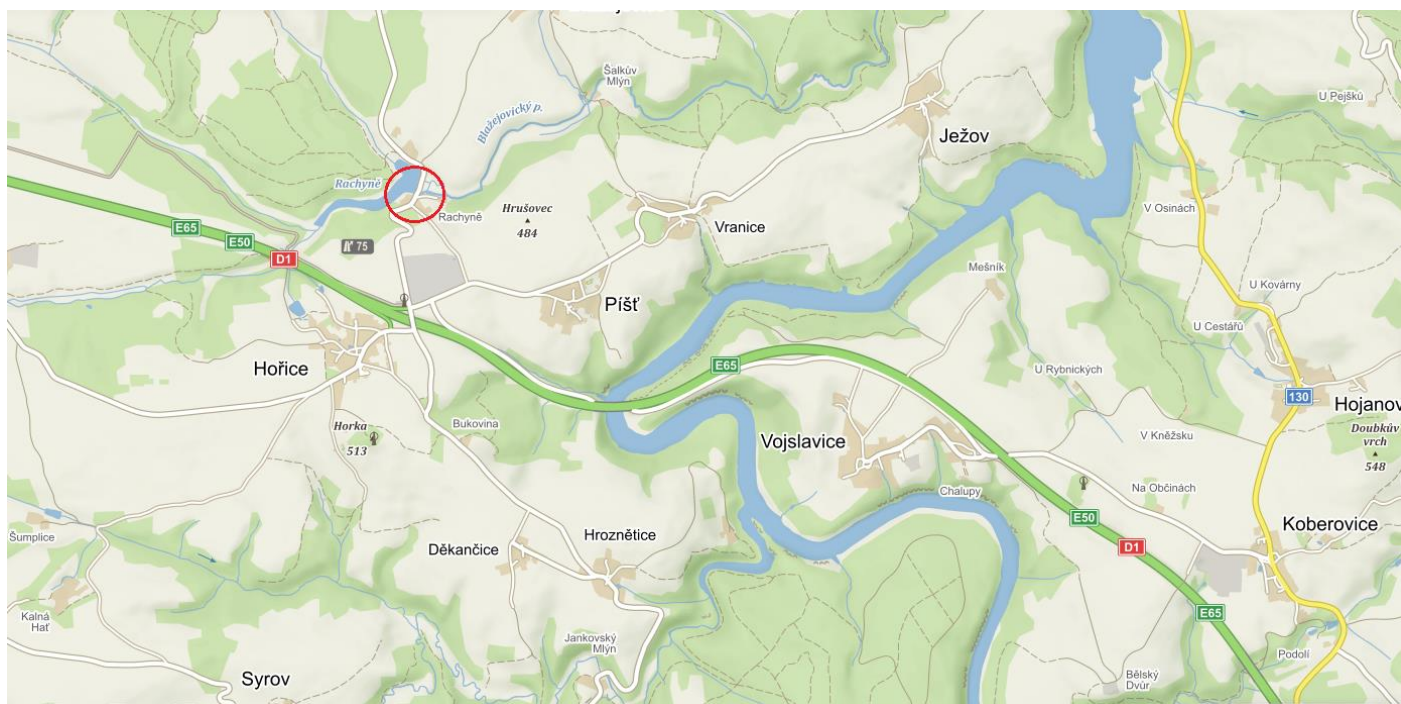 Šalkův
Mlýn
U Pejšků
Blažejovický p.
Ježov
Rachyně
Hrušovec
484
Rachyně
Vranice
V Osinách
E65
E50
D1
75
Mešník
U Kovárny
Píšť
U Cestářů
Hořice
E65
U Rybnických
130
Hojanov
Horka
513
Bukovina
Vojslavice
V Kněžsku
Doubkův
vrch
548
Chalupy
Na Občinách
Šumplice
Děkančice
Hroznětice
E50
Koberovice
D1
Kalná
Hať
E65
Jankovský
Mlýn
Syrov
Bělský
Dvůr
Podolí